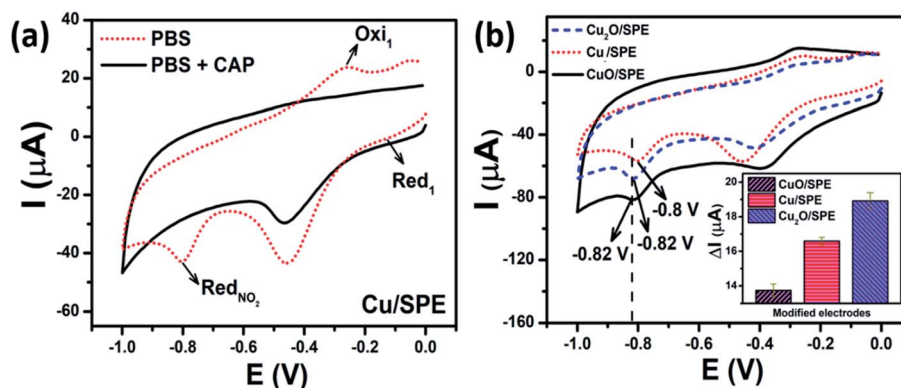 (a)
PBS
PBS + CAP
Oxi₁
Red₁
Red_NO₂
Cu/SPE
I (μA)
40
20
0
-20
-40
-60
-1.0
-0.8
-0.6
-0.4
-0.2
0.0
E (V)
(b)
Cu₂O/SPE
Cu /SPE
CuO/SPE
-0.8 V
-0.82 V
-0.82 V
I (μA)
0
-40
-80
-120
-160
-1.0
-0.8
-0.6
-0.4
-0.2
0.0
E (V)
CuO/SPE
Cu/SPE
Cu₂O/SPE
ΔI (μA)
20
18
16
14
Modified electrodes